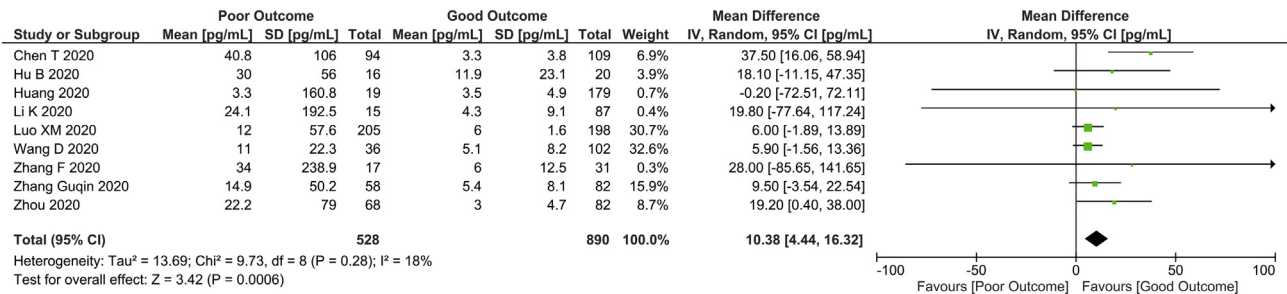 Poor Outcome Good Outcome Mean Difference Mean Difference
Study or Subgroup Mean [pg/mL] SD [pg/mL] Total Mean [pg/mL] SD [pg/mL] Total Weight IV, Random, 95% CI [pg/mL] IV, Random, 95% CI [pg/mL]
Chen T 2020 40.8 106 94 3.3 3.8 109 6.9% 37.50 [16.06, 58.94]
Hu B 2020 30 56 16 11.9 23.1 20 3.9% 18.10 [-11.15, 47.35]
Huang 2020 3.3 160.8 19 3.5 4.9 179 0.7% -0.20 [-72.51, 72.11]
Li K 2020 24.1 192.5 15 4.3 9.1 87 0.4% 19.80 [-77.64, 117.24]
Luo XM 2020 12 57.6 205 6 1.6 198 30.7% 6.00 [-1.89, 13.89]
Wang D 2020 11 22.3 36 5.1 8.2 102 32.6% 5.90 [-1.56, 13.36]
Zhang F 2020 34 238.9 17 6 12.5 31 0.3% 28.00 [-85.65, 141.65]
Zhang Guqin 2020 14.9 50.2 58 5.4 8.1 82 15.9% 9.50 [-3.54, 22.54]
Zhou 2020 22.2 79 68 3 4.7 82 8.7% 19.20 [0.40, 38.00]
Total (95% CI) 528 890 100.0% 10.38 [4.44, 16.32]
Heterogeneity: Tau² = 13.69; Chi² = 9.73, df = 8 (P = 0.28); I² = 18%
Test for overall effect: Z = 3.42 (P = 0.0006)
-100 -50 0 50 100
Favours [Poor Outcome] Favours [Good Outcome]